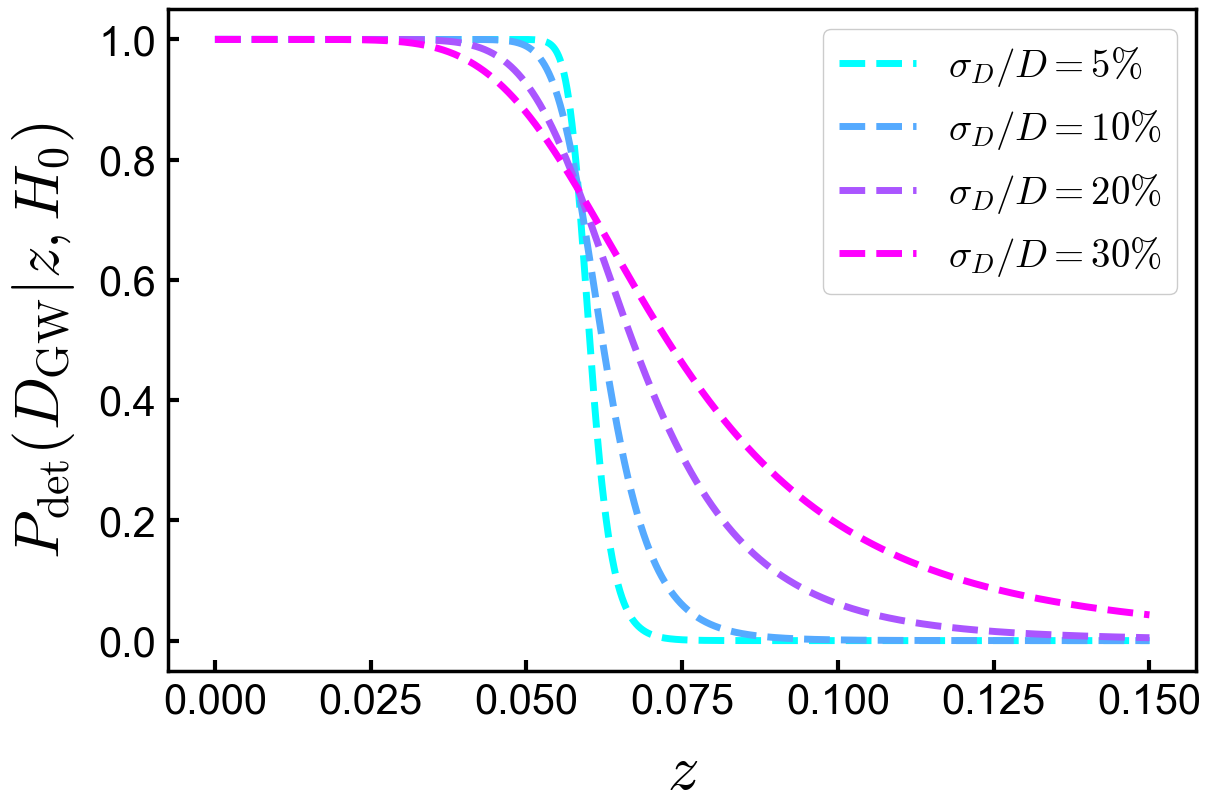 1.0
0.8
0.6
0.4
0.2
0.0
P_det(D_GW|z, H_0)
σ_D/D = 5%
σ_D/D = 10%
σ_D/D = 20%
σ_D/D = 30%
0.000 0.025 0.050 0.075 0.100 0.125 0.150
z